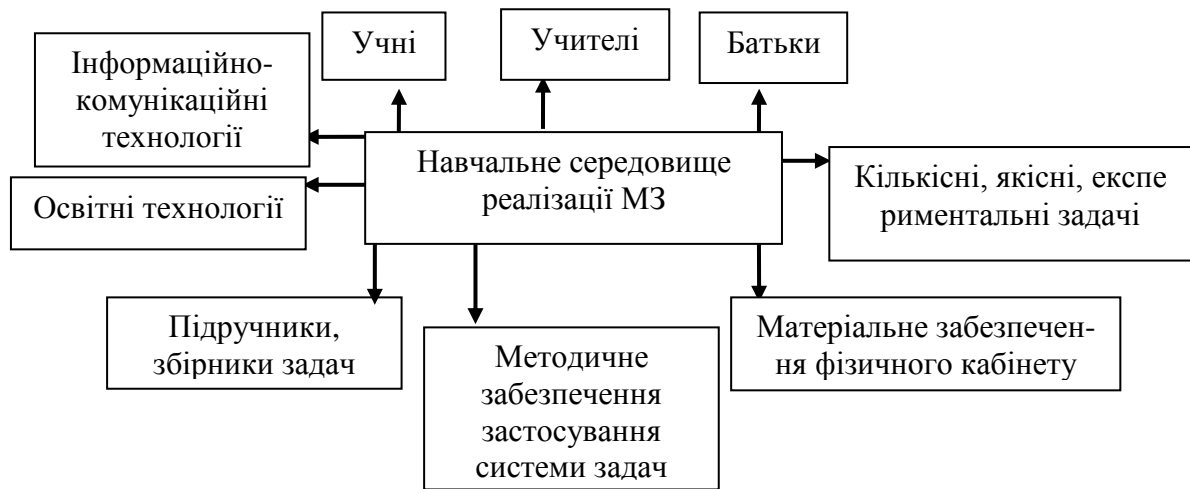 Учні
Учителі
Батьки
Інформаційно-
комунікаційні
технології
Навчальне середовище
реалізації МЗ
Кількісні, якісні, експе
риментальні задачі
Освітні технології
Підручники,
збірники задач
Методичне
забезпечення
застосування
системи задач
Матеріальне забезпечен-
ня фізичного кабінету